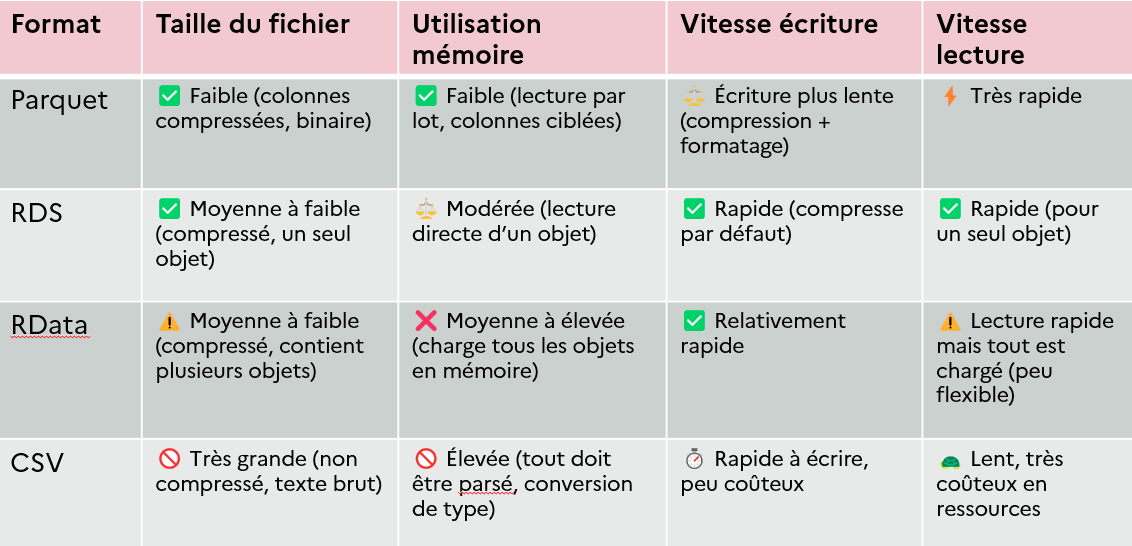 Format
Taille du fichier
Utilisation
mémoire
Vitesse écriture
Vitesse
lecture
Parquet
✅ Faible (colonnes
compressées, binaire)
✅ Faible (lecture par
lot, colonnes ciblées)
⚖️ Écriture plus lente
(compression +
formatage)
⚡ Très rapide
RDS
✅ Moyenne à faible
(compressé, un seul
objet)
⚖️ Modérée (lecture
directe d’un objet)
✅ Rapide (compresse
par défaut)
✅ Rapide (pour
un seul objet)
RData
⚠️ Moyenne à faible
(compressé, contient
plusieurs objets)
❌ Moyenne à élevée
(charge tous les objets
en mémoire)
✅ Relativement
rapide
⚠️ Lecture rapide
mais tout est
chargé (peu
flexible)
CSV
🚫 Très grande (non
compressé, texte brut)
🚫 Élevée (tout doit
être parsé, conversion
de type)
⏱️ Rapide à écrire,
peu coûteux
🐢 Lent, très
coûteux en
ressources